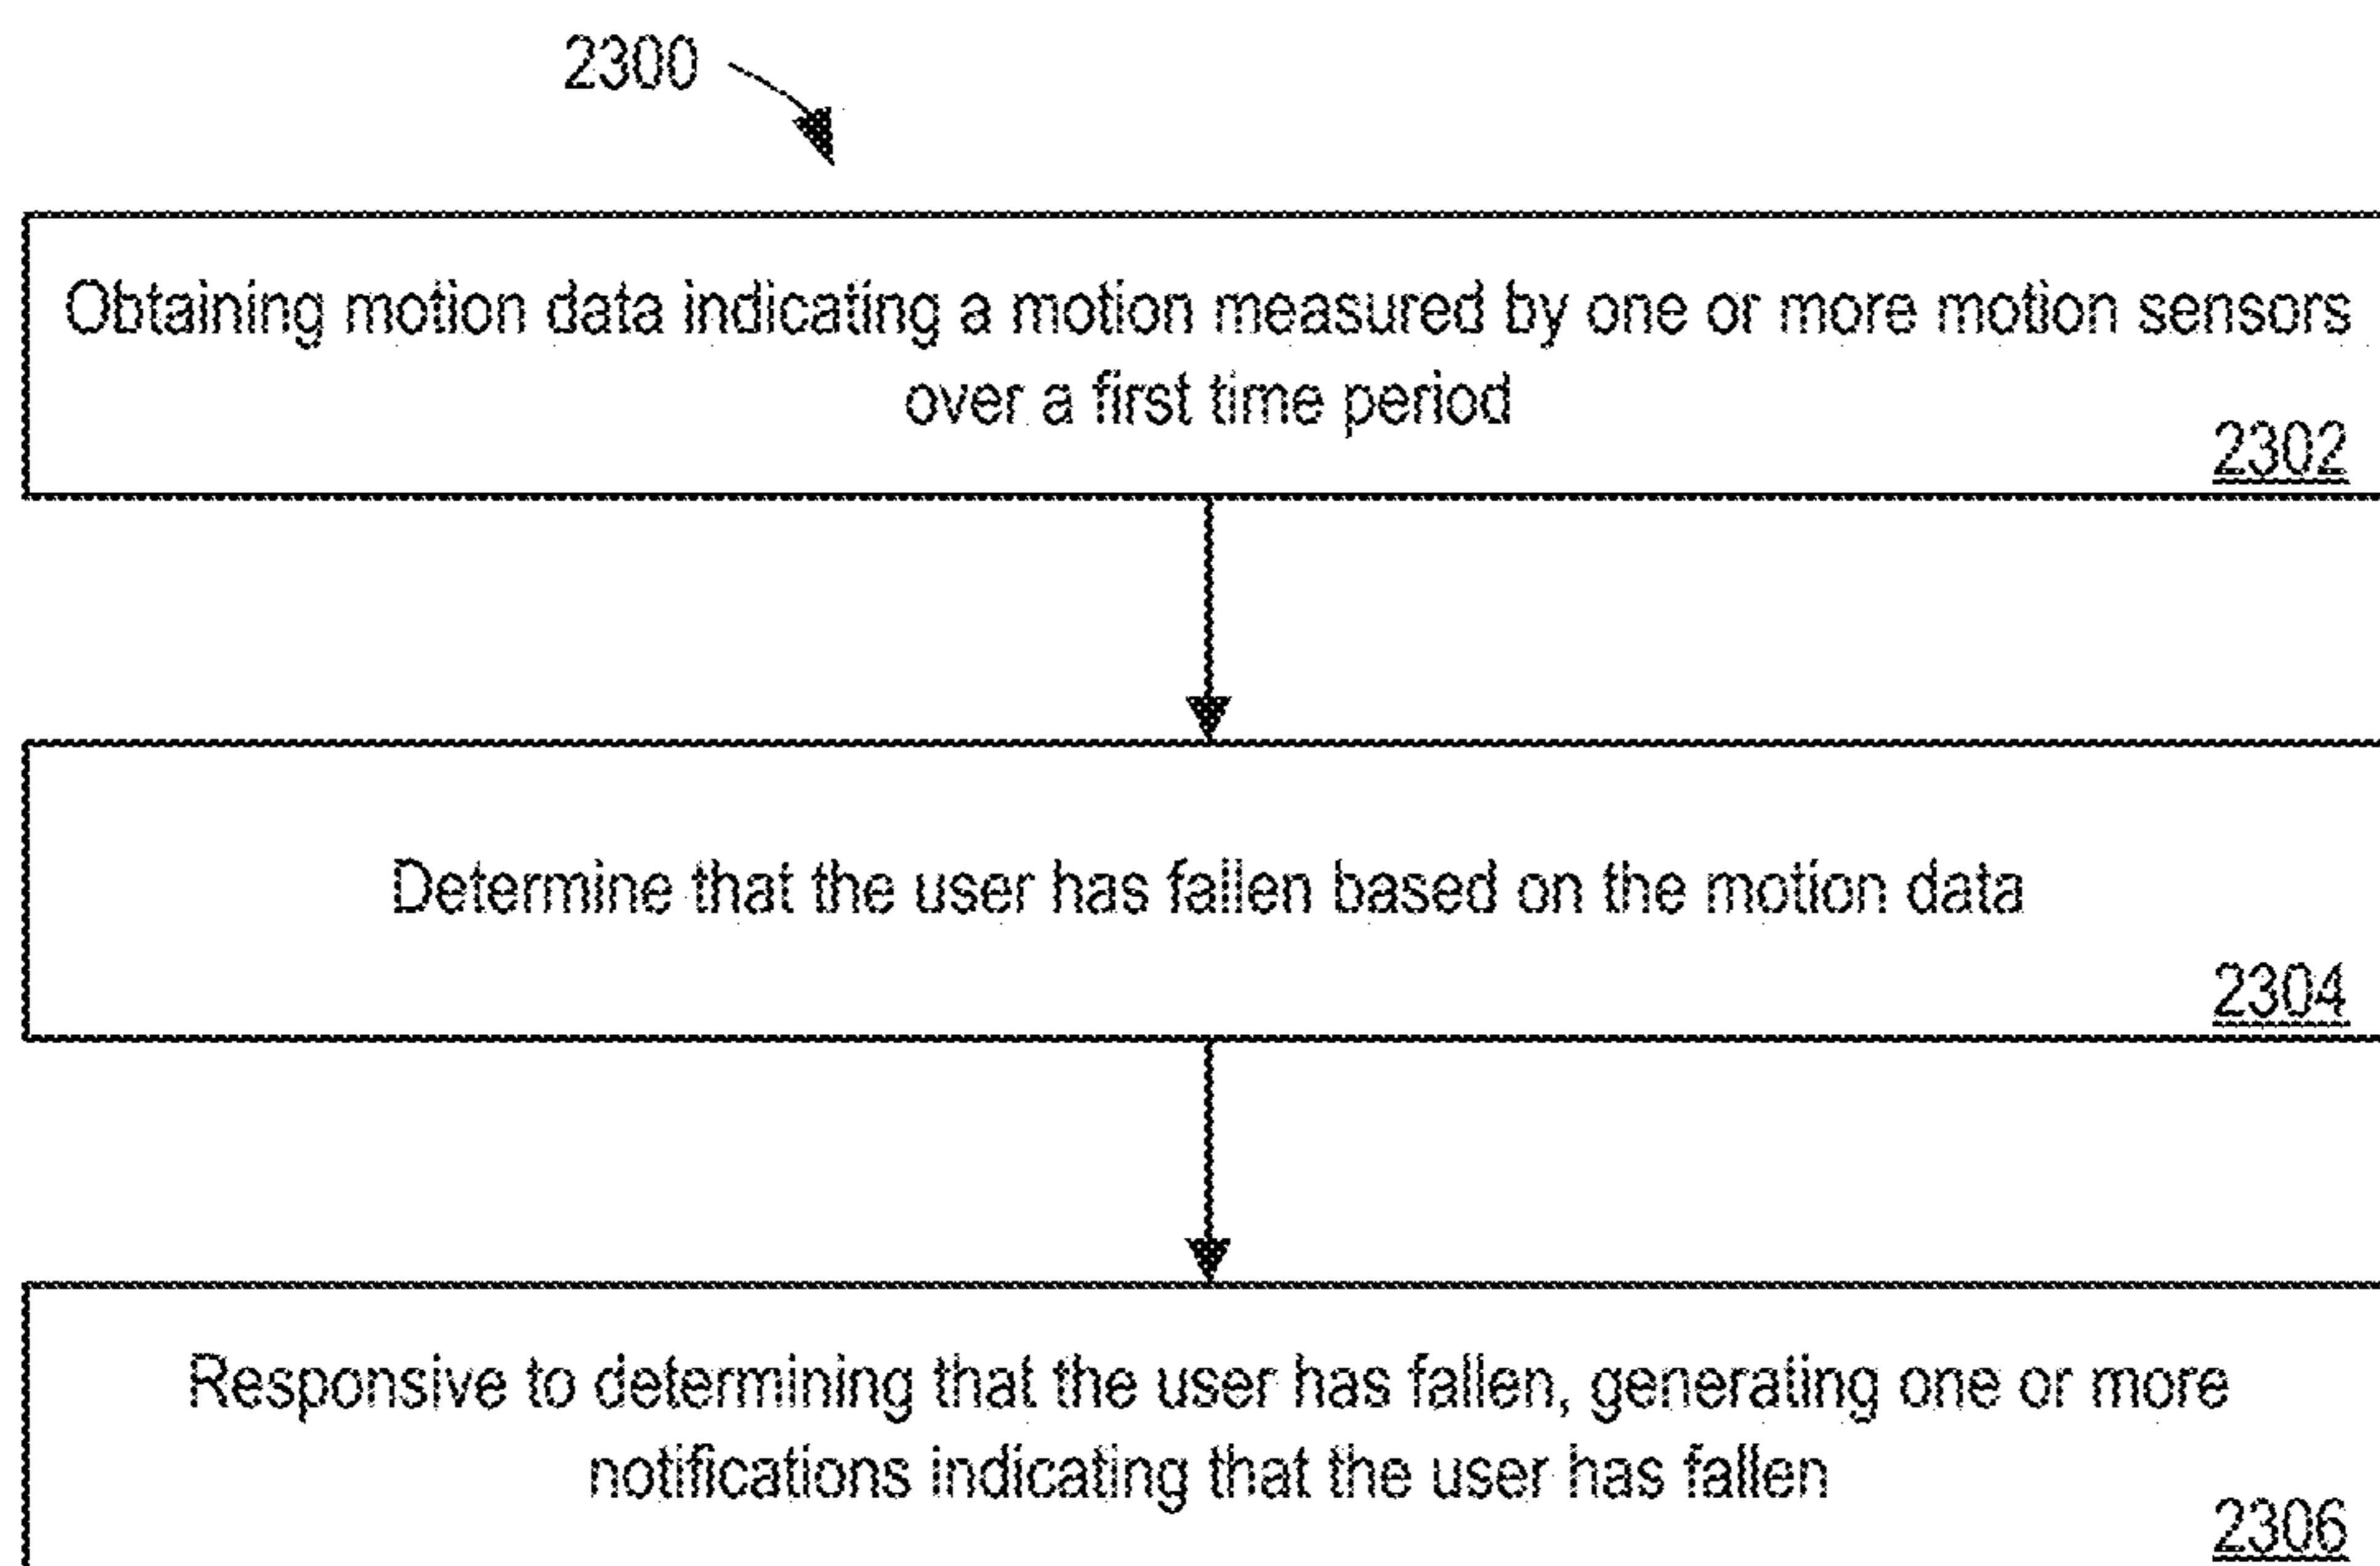 2300
Obtaining motion data indicating a motion measured by one or more motion sensors
over a first time period
2302
Determine that the user has fallen based on the motion data
2304
Responsive to determining that the user has fallen, generating one or more
notifications indicating that the user has fallen
2306